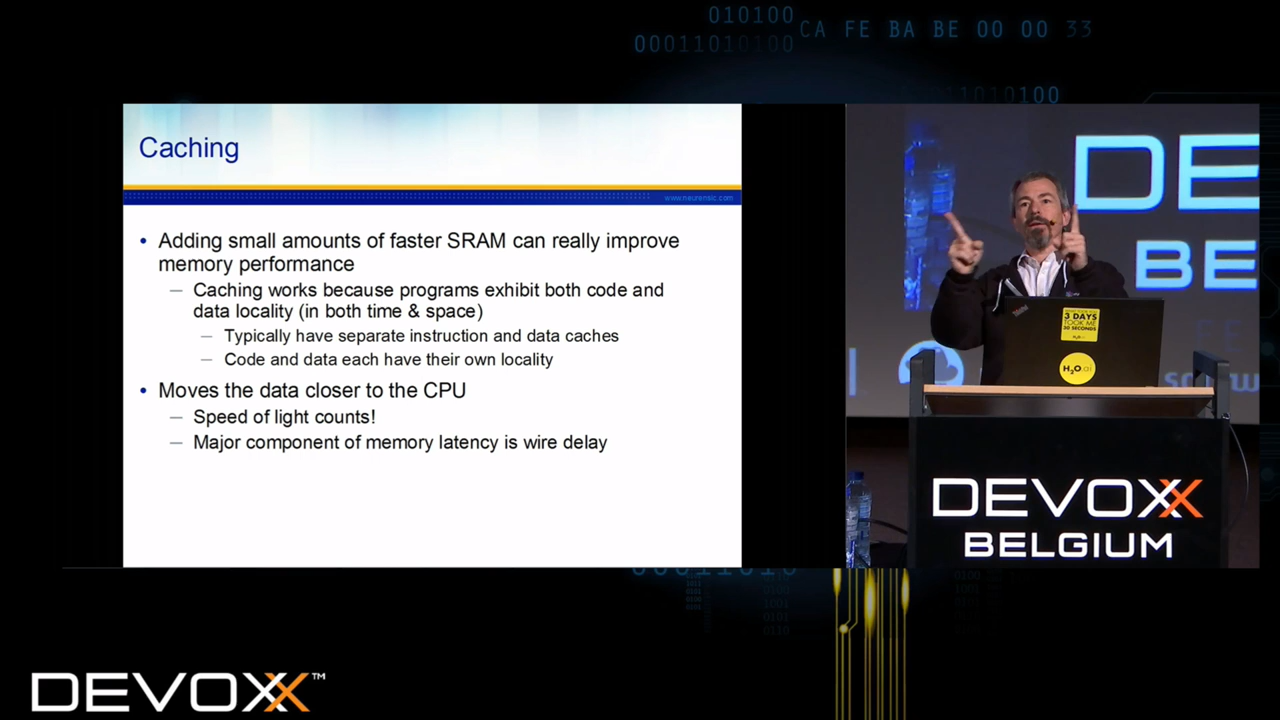 010100
00011010100
CA FE BA BE 00 00 33
11010100
Caching
www.neurensic.com
• Adding small amounts of faster SRAM can really improve
memory performance
— Caching works because programs exhibit both code and
data locality (in both time & space)
— Typically have separate instruction and data caches
— Code and data each have their own locality
• Moves the data closer to the CPU
— Speed of light counts!
— Major component of memory latency is wire delay
DE
BE
3 DAYS
TOOK ME
30 SECONDS
H2O.ai
DEVOXX
BELGIUM
DEVOXX™